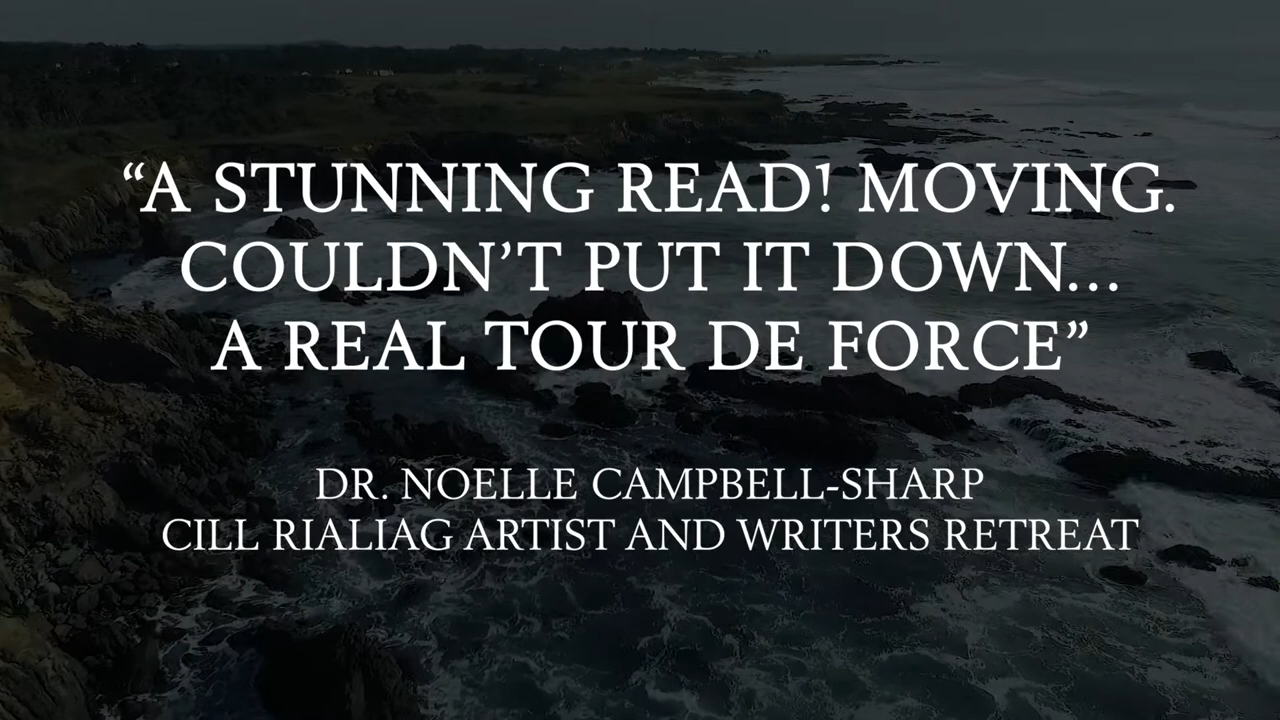 “A STUNNING READ! MOVING.
COULDN’T PUT IT DOWN...
A REAL TOUR DE FORCE”
DR. NOELLE CAMPBELL-SHARP
CILL RIALIAG ARTIST AND WRITERS RETREAT